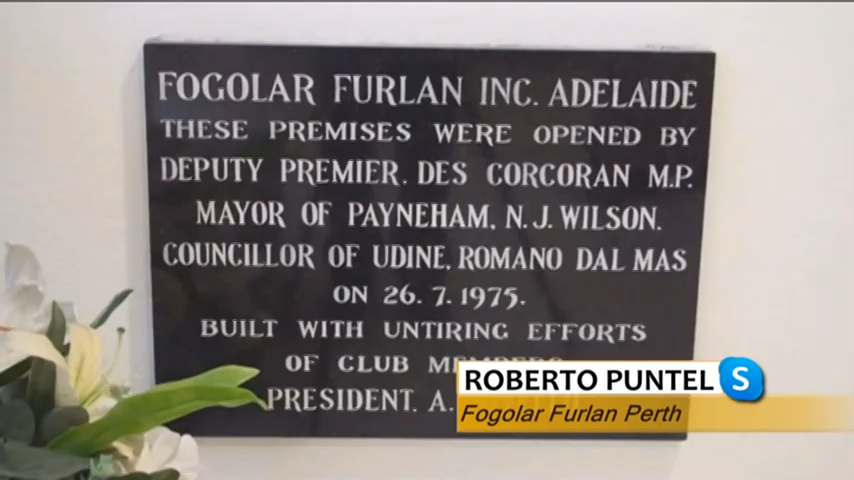 FOGOLAR FURLAN INC. ADELAIDE
THESE PREMISES WERE OPENED BY
DEPUTY PREMIER. DES CORCORAN M.P.
MAYOR OF PAYNEHAM, N.J. WILSON.
COUNCILLOR OF UDINE, ROMANO DAL MAS
ON 26. 7. 1975.
BUILT WITH UNTIRING EFFORTS
OF CLUB MEMBERS
PRESIDENT. A.
ROBERTO PUNTEL S
Fogolar Furlan Perth